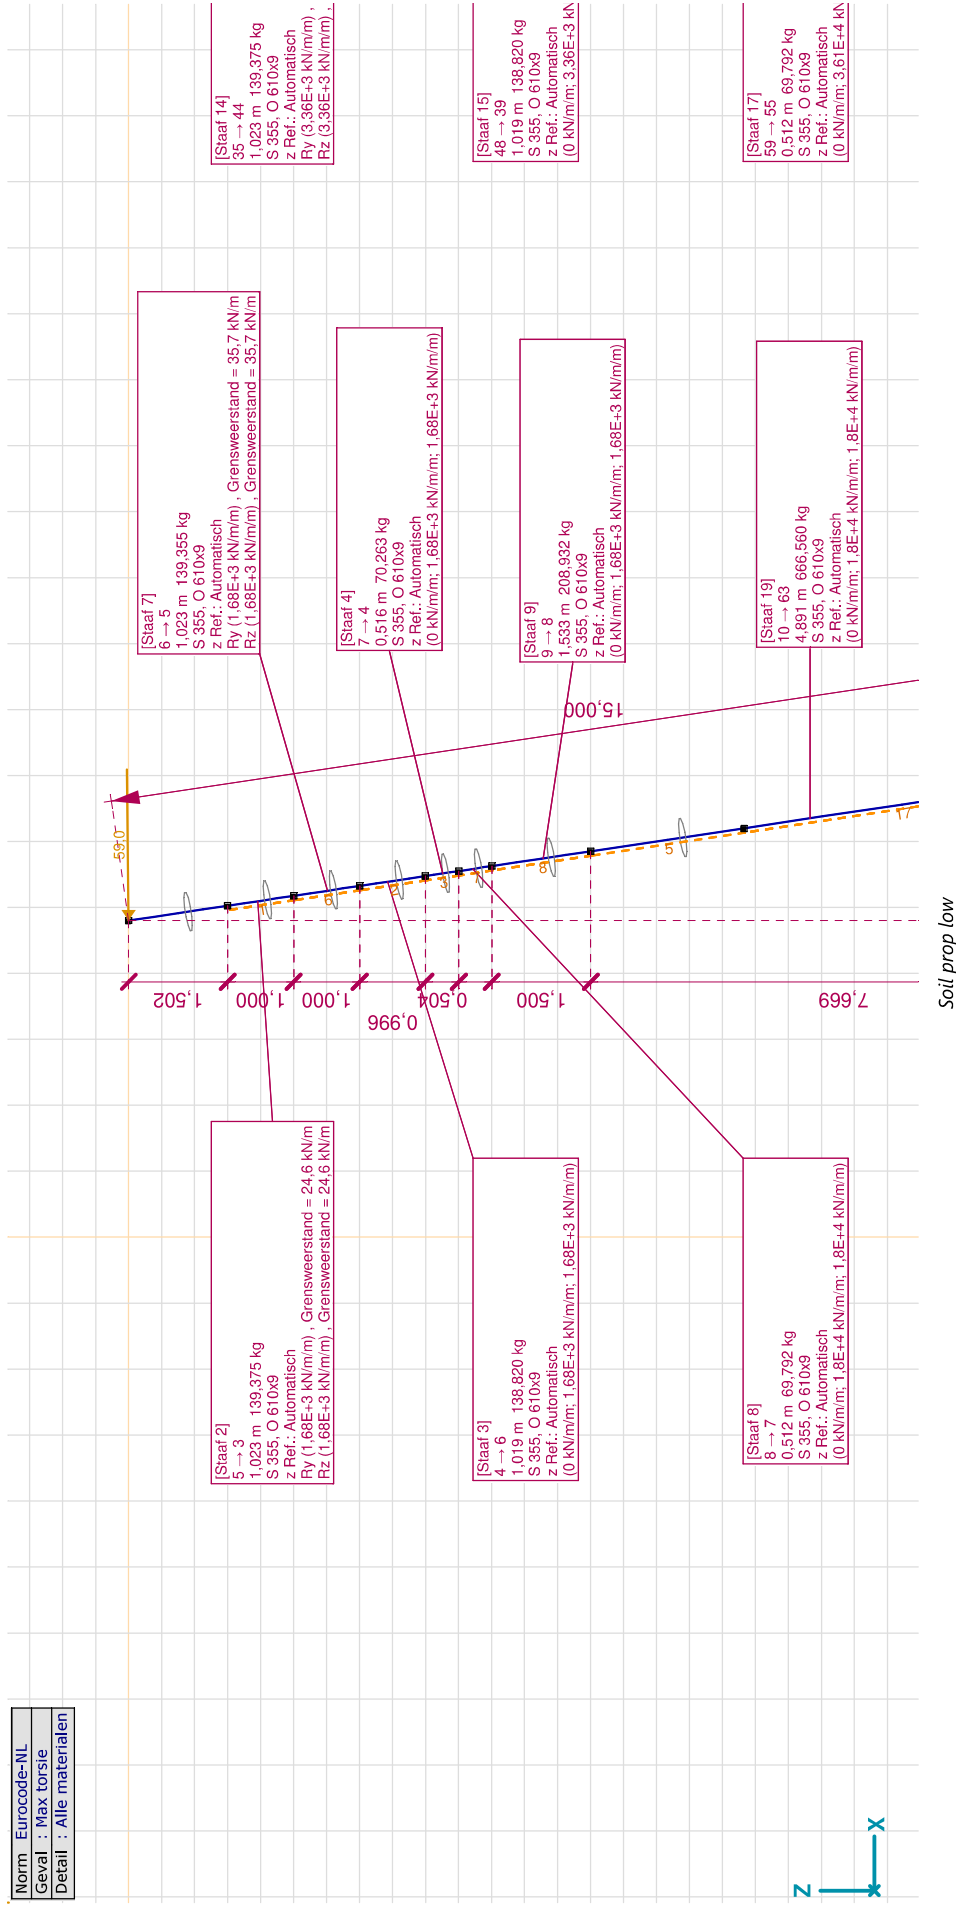 Norm Eurocode-NL
Geval : Max torsie
Detail : Alle materialen
[Staaf 2]
5 → 3
1,023 m 139,375 kg
S 355, O 610x9
z Ref.: Automatisch
Ry (1,68E+3 kN/m/m) , Grensweerstand = 24,6 kN/m
Rz (1,68E+3 kN/m/m) , Grensweerstand = 24,6 kN/m
[Staaf 3]
4 → 6
1,019 m 138,820 kg
S 355, O 610x9
z Ref.: Automatisch
(0 kN/m/m; 1,68E+3 kN/m/m; 1,68E+3 kN/m/m)
[Staaf 8]
8 → 7
0,512 m 69,792 kg
S 355, O 610x9
z Ref.: Automatisch
(0 kN/m/m; 1,8E+4 kN/m/m; 1,8E+4 kN/m/m)
1,502
1,000
1,000
0,996
0,504
1,500
7,669
59,0
6
3
8
5
17
15,000
[Staaf 7]
6 → 5
1,023 m 139,355 kg
S 355, O 610x9
z Ref.: Automatisch
Ry (1,68E+3 kN/m/m) , Grensweerstand = 35,7 kN/m
Rz (1,68E+3 kN/m/m) , Grensweerstand = 35,7 kN/m
[Staaf 4]
7 → 4
0,516 m 70,263 kg
S 355, O 610x9
z Ref.: Automatisch
(0 kN/m/m; 1,68E+3 kN/m/m; 1,68E+3 kN/m/m)
[Staaf 9]
9 → 8
1,533 m 208,932 kg
S 355, O 610x9
z Ref.: Automatisch
(0 kN/m/m; 1,68E+3 kN/m/m; 1,68E+3 kN/m/m)
[Staaf 19]
10 → 63
4,891 m 666,560 kg
S 355, O 610x9
z Ref.: Automatisch
(0 kN/m/m; 1,8E+4 kN/m/m; 1,8E+4 kN/m/m)
[Staaf 14]
35 → 44
1,023 m 139,375 kg
S 355, O 610x9
z Ref.: Automatisch
Ry (3,36E+3 kN/m/m) ,
Rz (3,36E+3 kN/m/m) ,
[Staaf 15]
48 → 39
1,019 m 138,820 kg
S 355, O 610x9
z Ref.: Automatisch
(0 kN/m/m; 3,36E+3 kN
[Staaf 17]
59 → 55
0,512 m 69,792 kg
S 355, O 610x9
z Ref.: Automatisch
(0 kN/m/m; 3,61E+4 kN
Z
X
Soil prop low